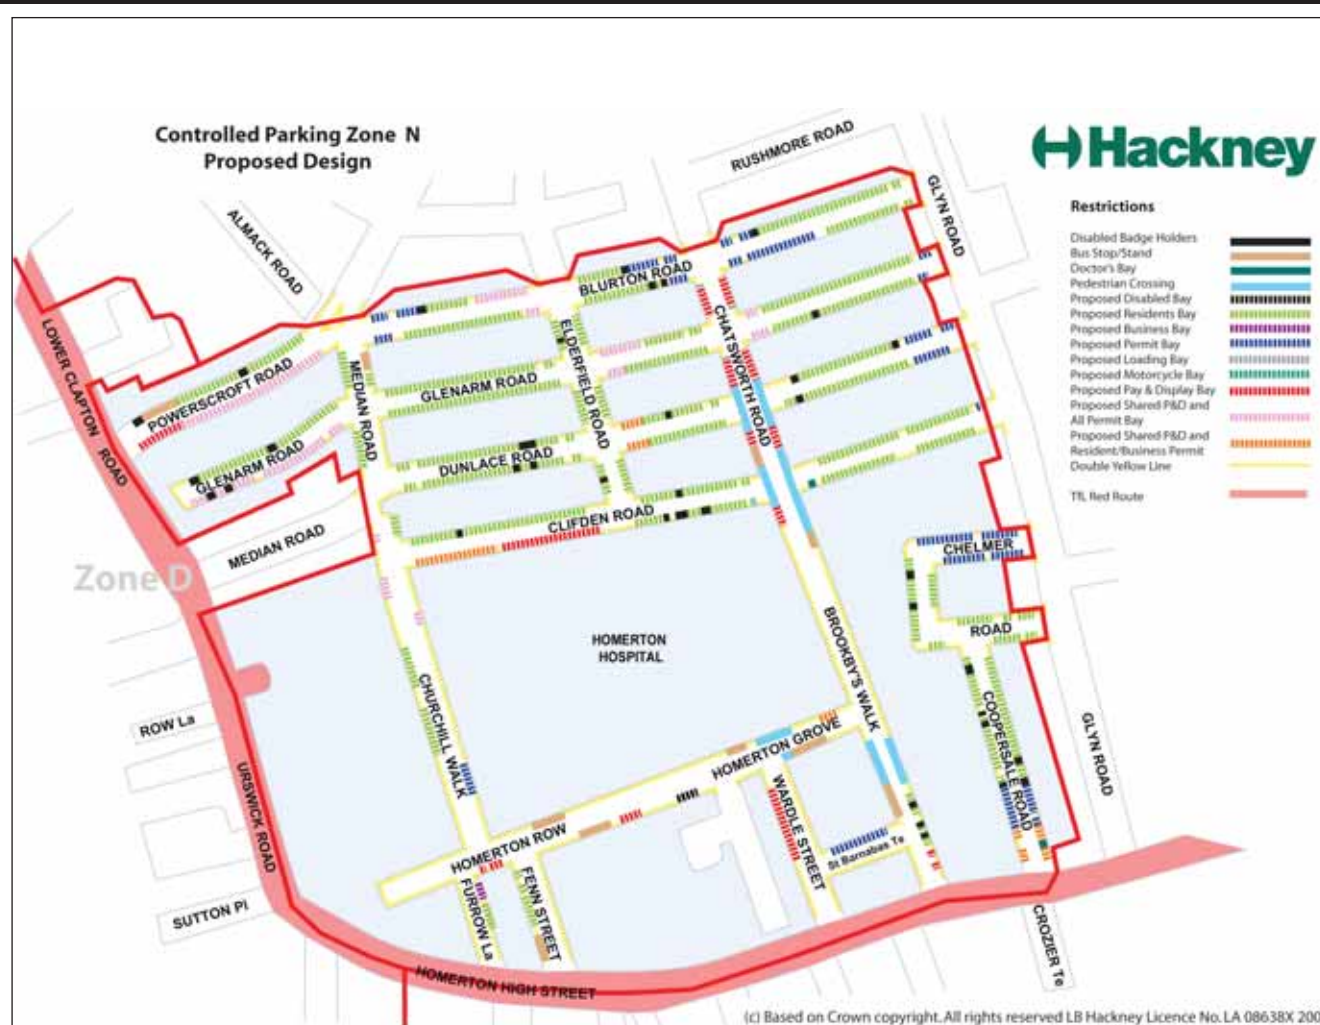 Controlled Parking Zone N
Proposed Design
Hackney
Restrictions
Disabled Badge Holders
Bus Stop/Stand
Doctor's Bay
Pedestrian Crossing
Proposed Disabled Bay
Proposed Residents Bay
Proposed Business Bay
Proposed Permit Bay
Proposed Loading Bay
Proposed Motorcycle Bay
Proposed Pay & Display Bay
Proposed Shared P&D and
All Permit Bay
Proposed Shared P&D and
Resident/Business Permit
Double Yellow Line
TfL Red Route
RUSHMORE ROAD
GLYN ROAD
ALMACK ROAD
BLURTON ROAD
LOWER CLAPTON ROAD
POWERSCROFT ROAD
MEDIAN ROAD
GLENARM ROAD
ELDERFIELD ROAD
CHATSWORTH ROAD
GLENARM ROAD
DUNLACE ROAD
CLIFDEN ROAD
MEDIAN ROAD
Zone D
CHELMER
ROAD
HOMERTON
HOSPITAL
BROOKBY'S WALK
CHURCHILL WALK
COOPERSALE ROAD
GLYN ROAD
ROW La
URSWICK ROAD
HOMERTON GROVE
WARDLE STREET
St Barnabas Te
HOMERTON ROW
FURROW La
FENN STREET
SUTTON Pl
CROZIER Te
HOMERTON HIGH STREET
(c) Based on Crown copyright. All rights reserved LB Hackney Licence No. LA 08638X 200